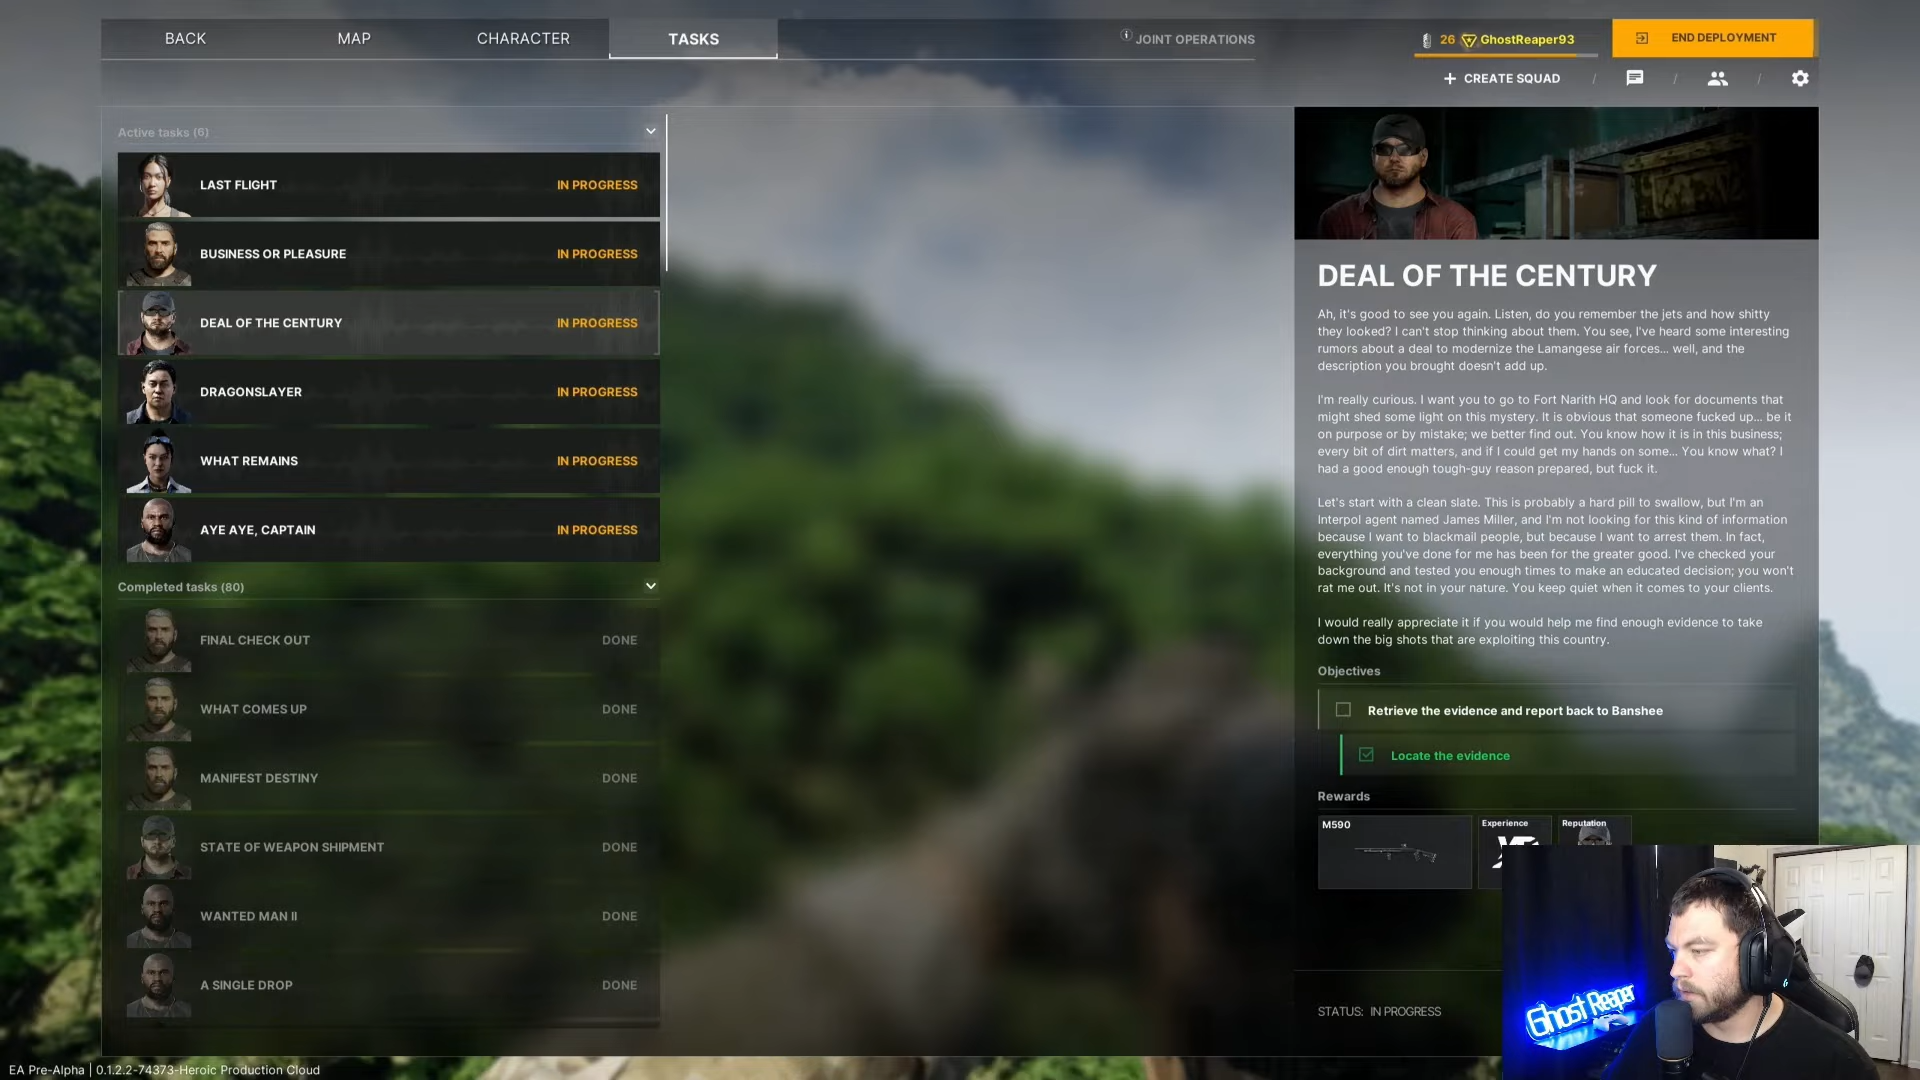 BACK
MAP
CHARACTER
TASKS
JOINT OPERATIONS
26 GhostReaper93
END DEPLOYMENT
CREATE SQUAD
Active tasks (6)
LAST FLIGHT IN PROGRESS
BUSINESS OR PLEASURE IN PROGRESS
DEAL OF THE CENTURY IN PROGRESS
DRAGONSLAYER IN PROGRESS
WHAT REMAINS IN PROGRESS
AYE AYE, CAPTAIN IN PROGRESS
Completed tasks (80)
FINAL CHECK OUT DONE
WHAT COMES UP DONE
MANIFEST DESTINY DONE
STATE OF WEAPON SHIPMENT DONE
WANTED MAN II DONE
A SINGLE DROP DONE
DEAL OF THE CENTURY
Ah, it's good to see you again. Listen, do you remember the jets and how shitty
they looked? I can't stop thinking about them. You see, I've heard some interesting
rumors about a deal to modernize the Lamangese air forces... well, and the
description you brought doesn't add up.
I'm really curious. I want you to go to Fort Narith HQ and look for documents that
might shed some light on this mystery. It is obvious that someone fucked up... be it
on purpose or by mistake; we better find out. You know how it is in this business;
every bit of dirt matters, and if I could get my hands on some... You know what? I
had a good enough tough-guy reason prepared, but fuck it.
Let's start with a clean slate. This is probably a hard pill to swallow, but I'm an
Interpol agent named James Miller, and I'm not looking for this kind of information
because I want to blackmail people, but because I want to arrest them. In fact,
everything you've done for me has been for the greater good. I've checked your
background and tested you enough times to make an educated decision; you won't
rat me out. It's not in your nature. You keep quiet when it comes to your clients.
I would really appreciate it if you would help me find enough evidence to take
down the big shots that are exploiting this country.
Objectives
Retrieve the evidence and report back to Banshee
Locate the evidence
Rewards
M590
Experience
Reputation
STATUS: IN PROGRESS
Ghost Reaper
EA Pre-Alpha | 0.1.2.2-74373-Heroic Production Cloud